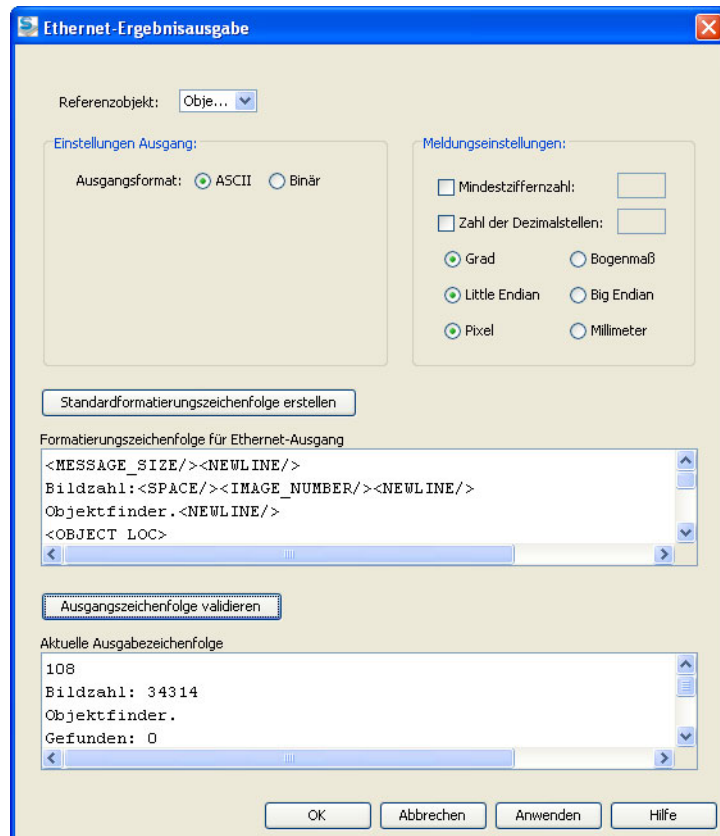 Ethernet-Ergebnisausgabe
Referenzobjekt: Obje...
Einstellungen Ausgang:
Ausgangsformat: ASCII Binär
Meldungseinstellungen:
Mindestziffernzahl:
Zahl der Dezimalstellen:
Grad Bogenmaß
Little Endian Big Endian
Pixel Millimeter
Standardformatierungszeichenfolge erstellen
Formatierungszeichenfolge für Ethernet-Ausgang
<MESSAGE_SIZE/><NEWLINE/>
Bildzahl:<SPACE/><IMAGE_NUMBER/><NEWLINE/>
Objektfinder.<NEWLINE/>
<OBJECT_LOC>
Ausgangszeichenfolge validieren
Aktuelle Ausgabezeichenfolge
108
Bildzahl: 34314
Objektfinder.
Gefunden: 0
OK Abbrechen Anwenden Hilfe